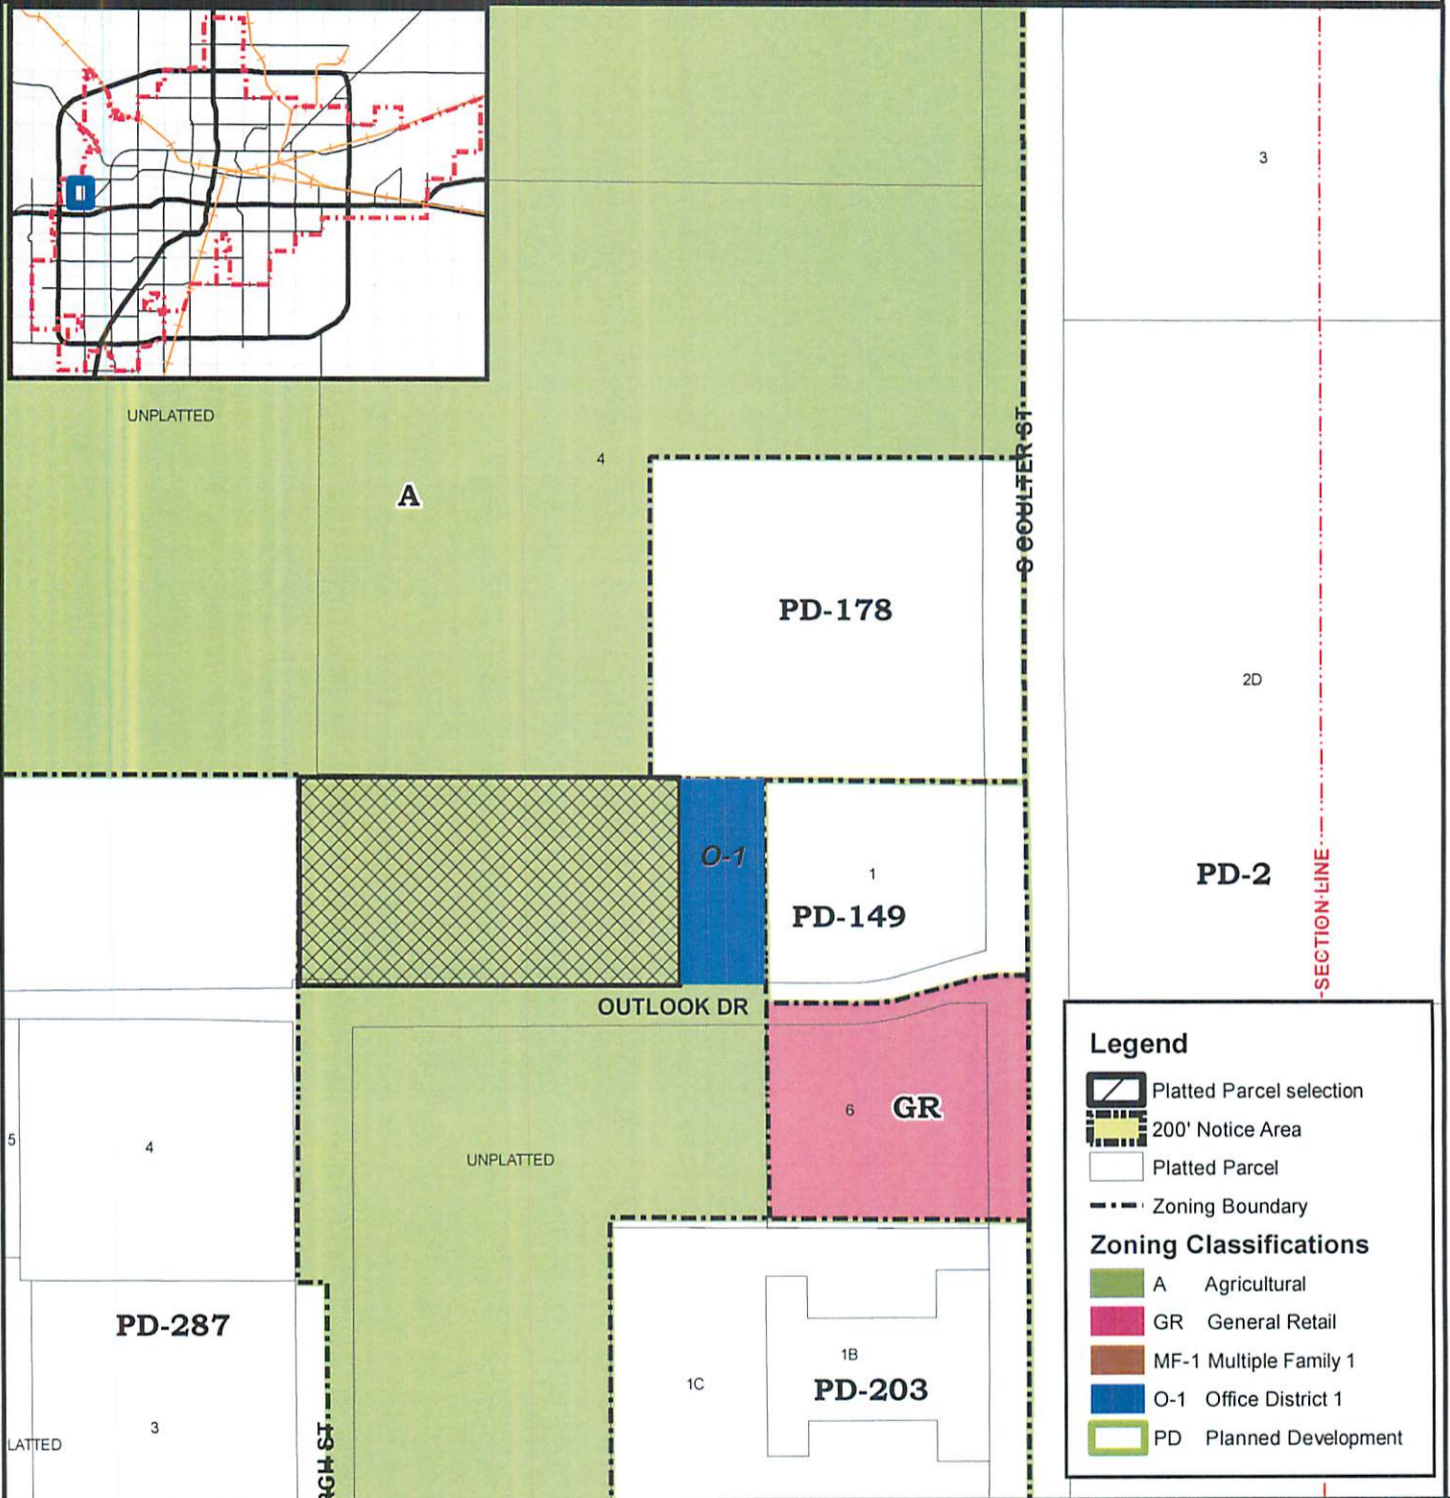 3
UNPLATTED
4
A
S COULTER ST
PD-178
2D
O-1
1
PD-149
PD-2
SECTION LINE
OUTLOOK DR
6
GR
5
4
UNPLATTED
PD-287
3
LATTED
1C
1B
PD-203
Legend
Platted Parcel selection
200' Notice Area
Platted Parcel
Zoning Boundary
Zoning Classifications
A Agricultural
GR General Retail
MF-1 Multiple Family 1
O-1 Office District 1
PD Planned Development